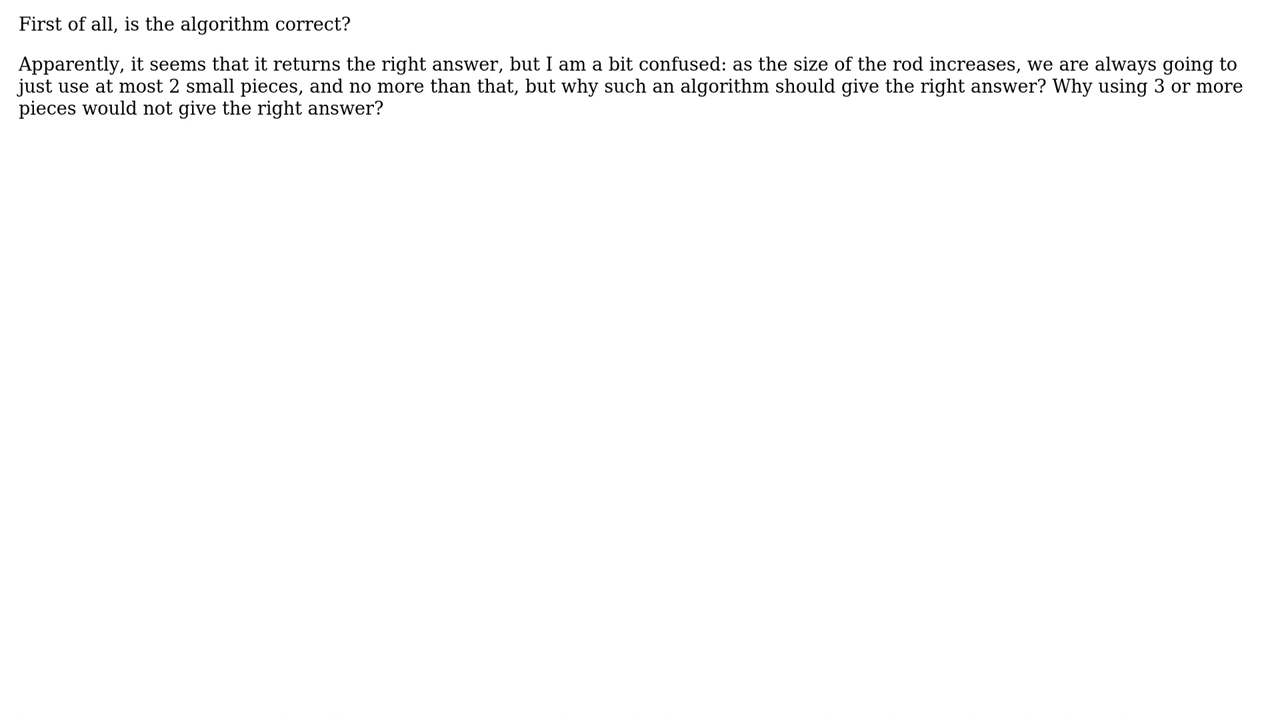 First of all, is the algorithm correct?
Apparently, it seems that it returns the right answer, but I am a bit confused: as the size of the rod increases, we are always going to
just use at most 2 small pieces, and no more than that, but why such an algorithm should give the right answer? Why using 3 or more
pieces would not give the right answer?